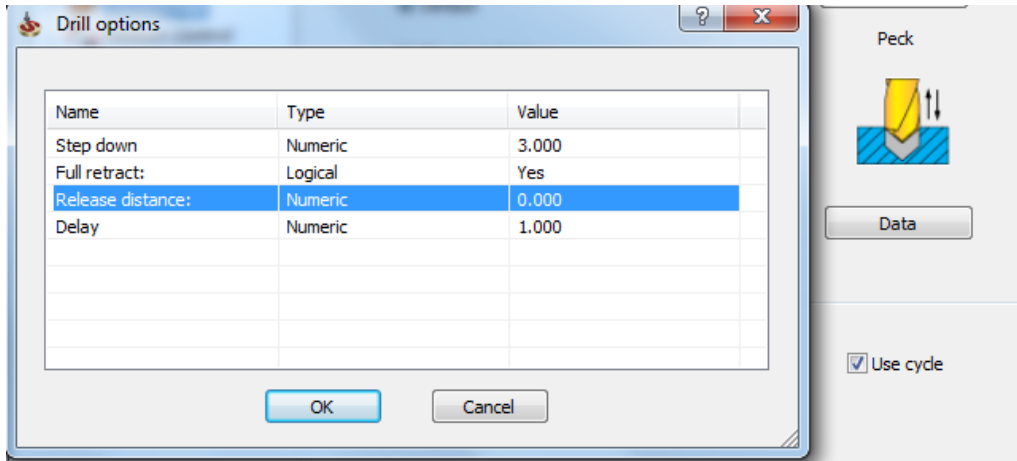 Drill options
Peck
Name Type Value
Step down Numeric 3.000
Full retract: Logical Yes
Release distance: Numeric 0.000
Delay Numeric 1.000
Data
Use cycle
OK Cancel